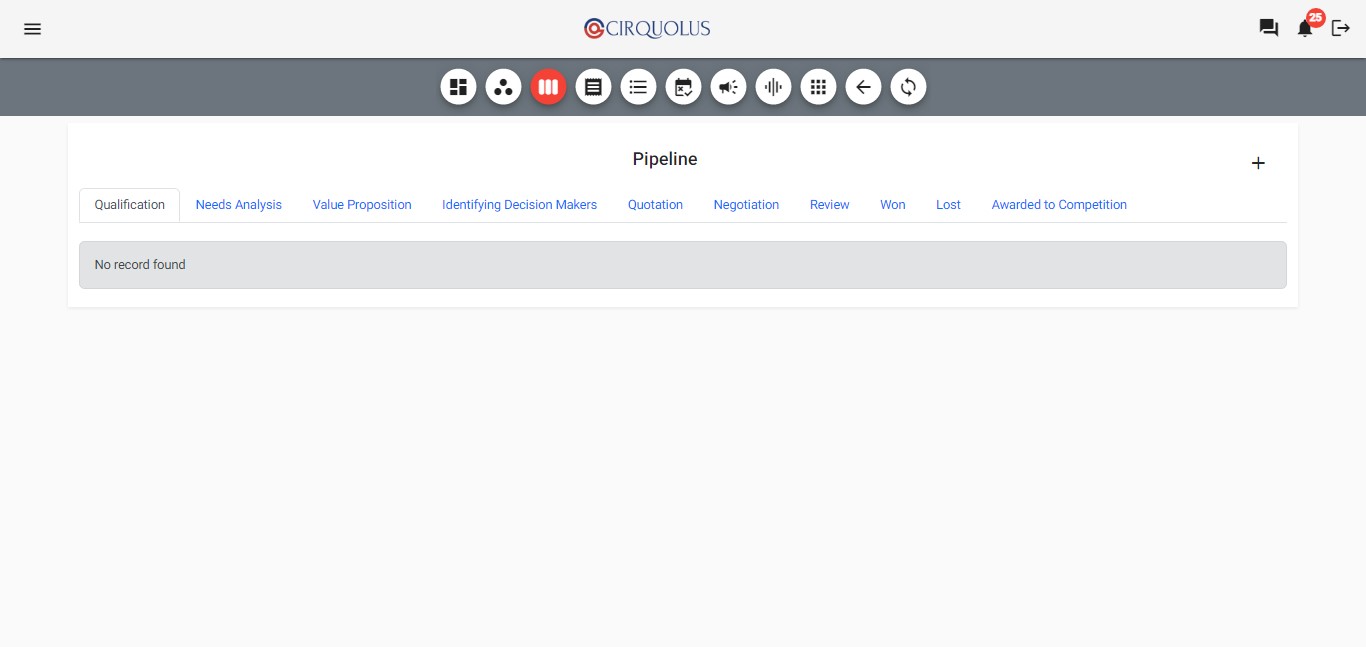 CIRQUOLUS
25
Pipeline
Qualification Needs Analysis Value Proposition Identifying Decision Makers Quotation Negotiation Review Won Lost Awarded to Competition
No record found